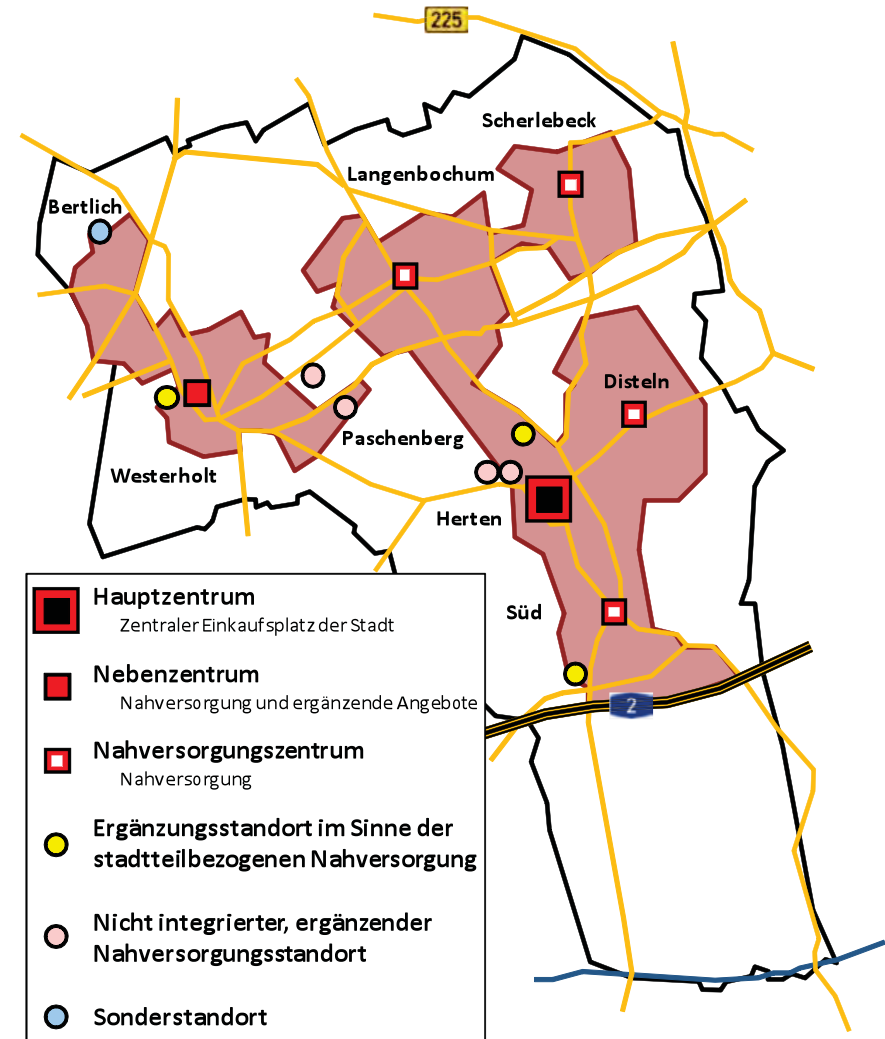 225
Scherlebeck
Langenbochum
Bertlich
Disteln
Paschenberg
Westerholt
Herten
Süd
2
Hauptzentrum
Zentraler Einkaufsplatz der Stadt
Nebenzentrum
Nahversorgung und ergänzende Angebote
Nahversorgungszentrum
Nahversorgung
Ergänzungsstandort im Sinne der
stadtteilbezogenen Nahversorgung
Nicht integrierter, ergänzender
Nahversorgungsstandort
Sonderstandort